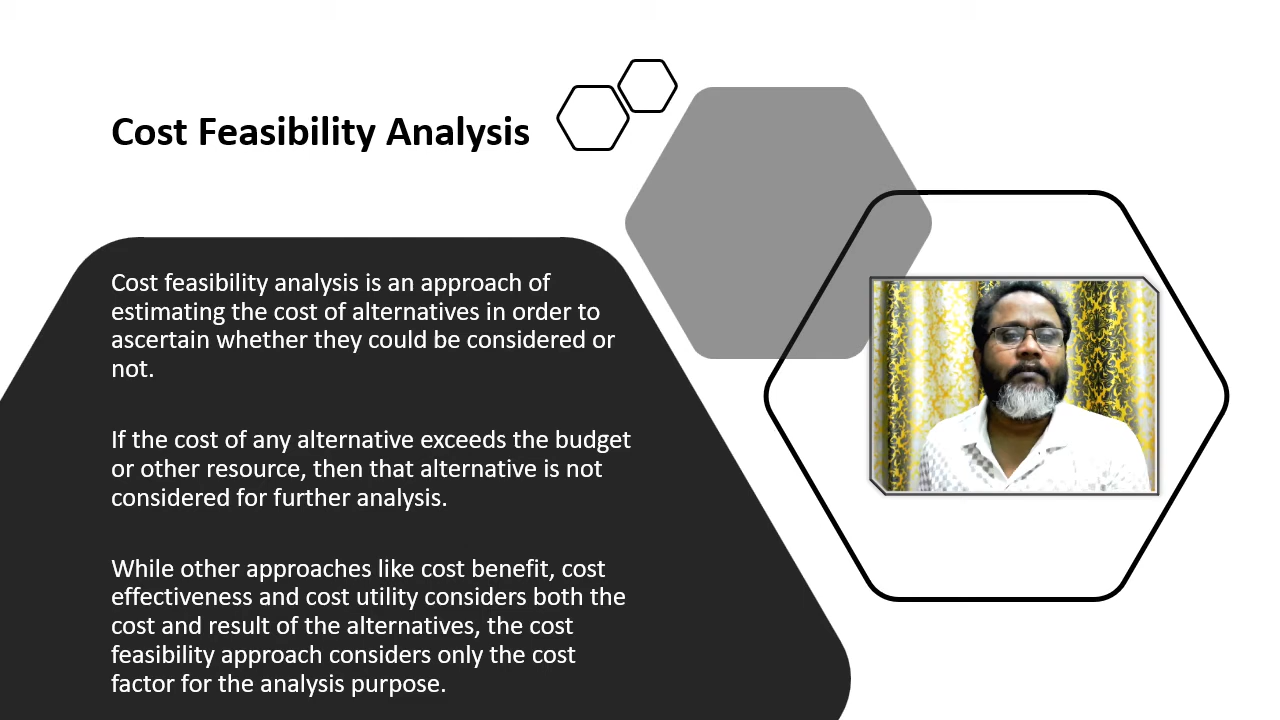 Cost Feasibility Analysis
Cost feasibility analysis is an approach of
estimating the cost of alternatives in order to
ascertain whether they could be considered or
not.
If the cost of any alternative exceeds the budget
or other resource, then that alternative is not
considered for further analysis.
While other approaches like cost benefit, cost
effectiveness and cost utility considers both the
cost and result of the alternatives, the cost
feasibility approach considers only the cost
factor for the analysis purpose.